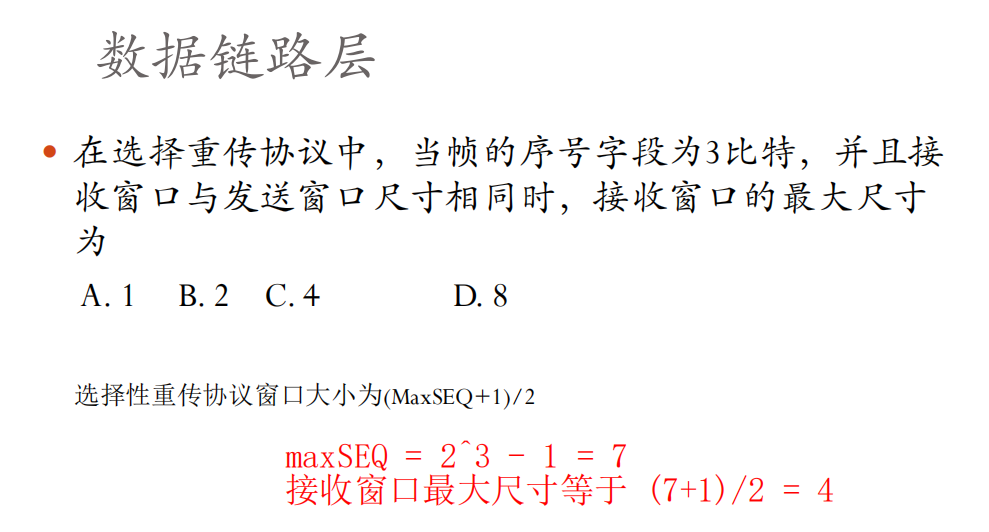 数据链路层
• 在选择重传协议中，当帧的序号字段为3比特，并且接
收窗口与发送窗口尺寸相同时，接收窗口的最大尺寸
为
A. 1 B. 2 C. 4 D. 8
选择性重传协议窗口大小为(MaxSEQ+1)/2
maxSEQ = 2^3 - 1 = 7
接收窗口最大尺寸等于 (7+1)/2 = 4